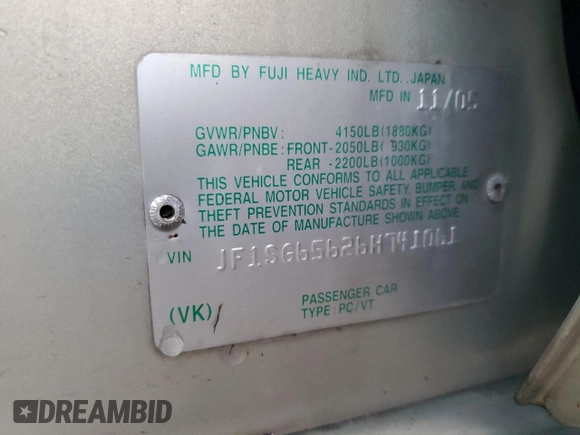 MFD BY FUJI HEAVY IND. LTD. JAPAN
MFD IN 11/05
GVWR/PNBV: 4150LB(1880KG)
GAWR/PNBE: FRONT-2050LB( 930KG)
REAR -2200LB(1000KG)
THIS VEHICLE CONFORMS TO ALL APPLICABLE
FEDERAL MOTOR VEHICLE SAFETY, BUMPER, AND
THEFT PREVENTION STANDARDS IN EFFECT ON
THE DATE OF MANUFACTURE SHOWN ABOVE.
VIN JF1SG65626H741061
PASSENGER CAR
(VK) TYPE:PC/VT
DREAMBID